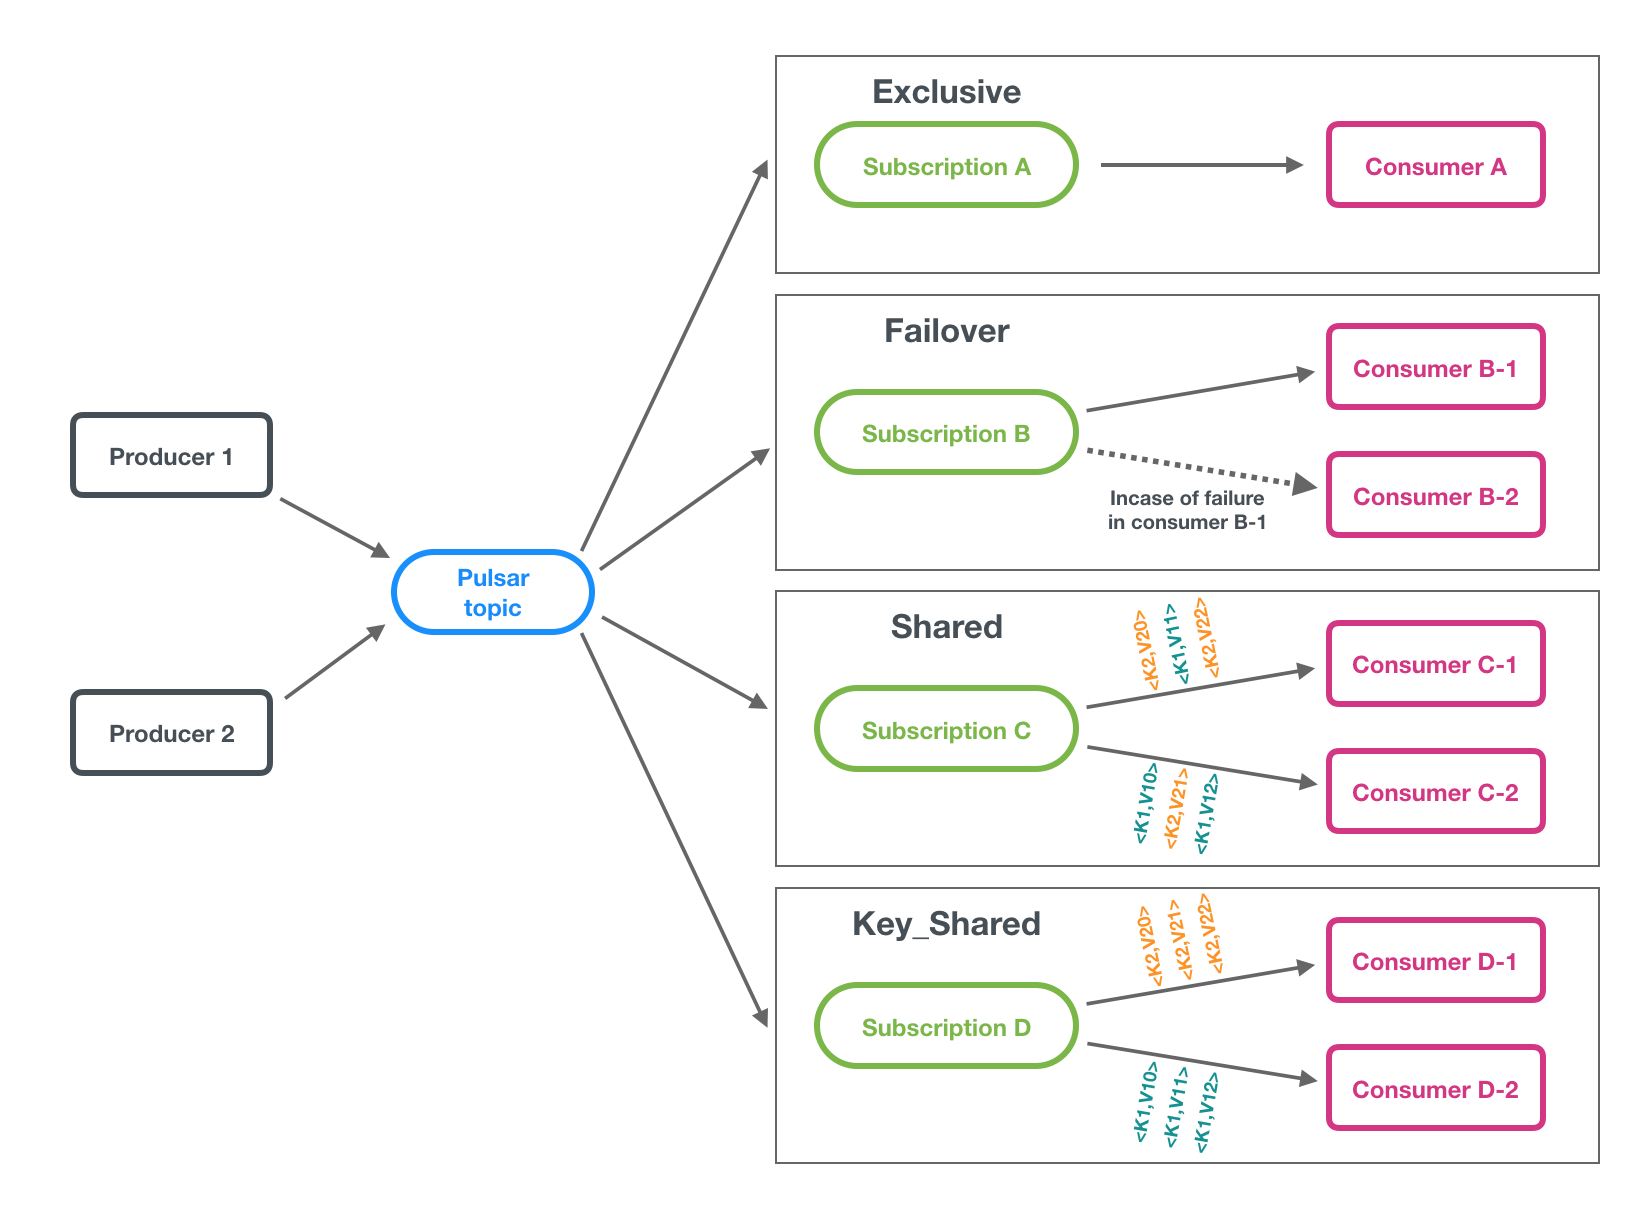 Producer 1
Producer 2
Pulsar
topic
Exclusive
Subscription A
Consumer A
Failover
Subscription B
Consumer B-1
Incase of failure
in consumer B-1
Consumer B-2
Shared
Subscription C
<K2,V20>
<K1,V11>
<K2,V22>
Consumer C-1
<K1,V10>
<K2,V21>
<K1,V12>
Consumer C-2
Key_Shared
Subscription D
<K2,V20>
<K2,V21>
<K2,V22>
Consumer D-1
<K1,V10>
<K1,V11>
<K1,V12>
Consumer D-2